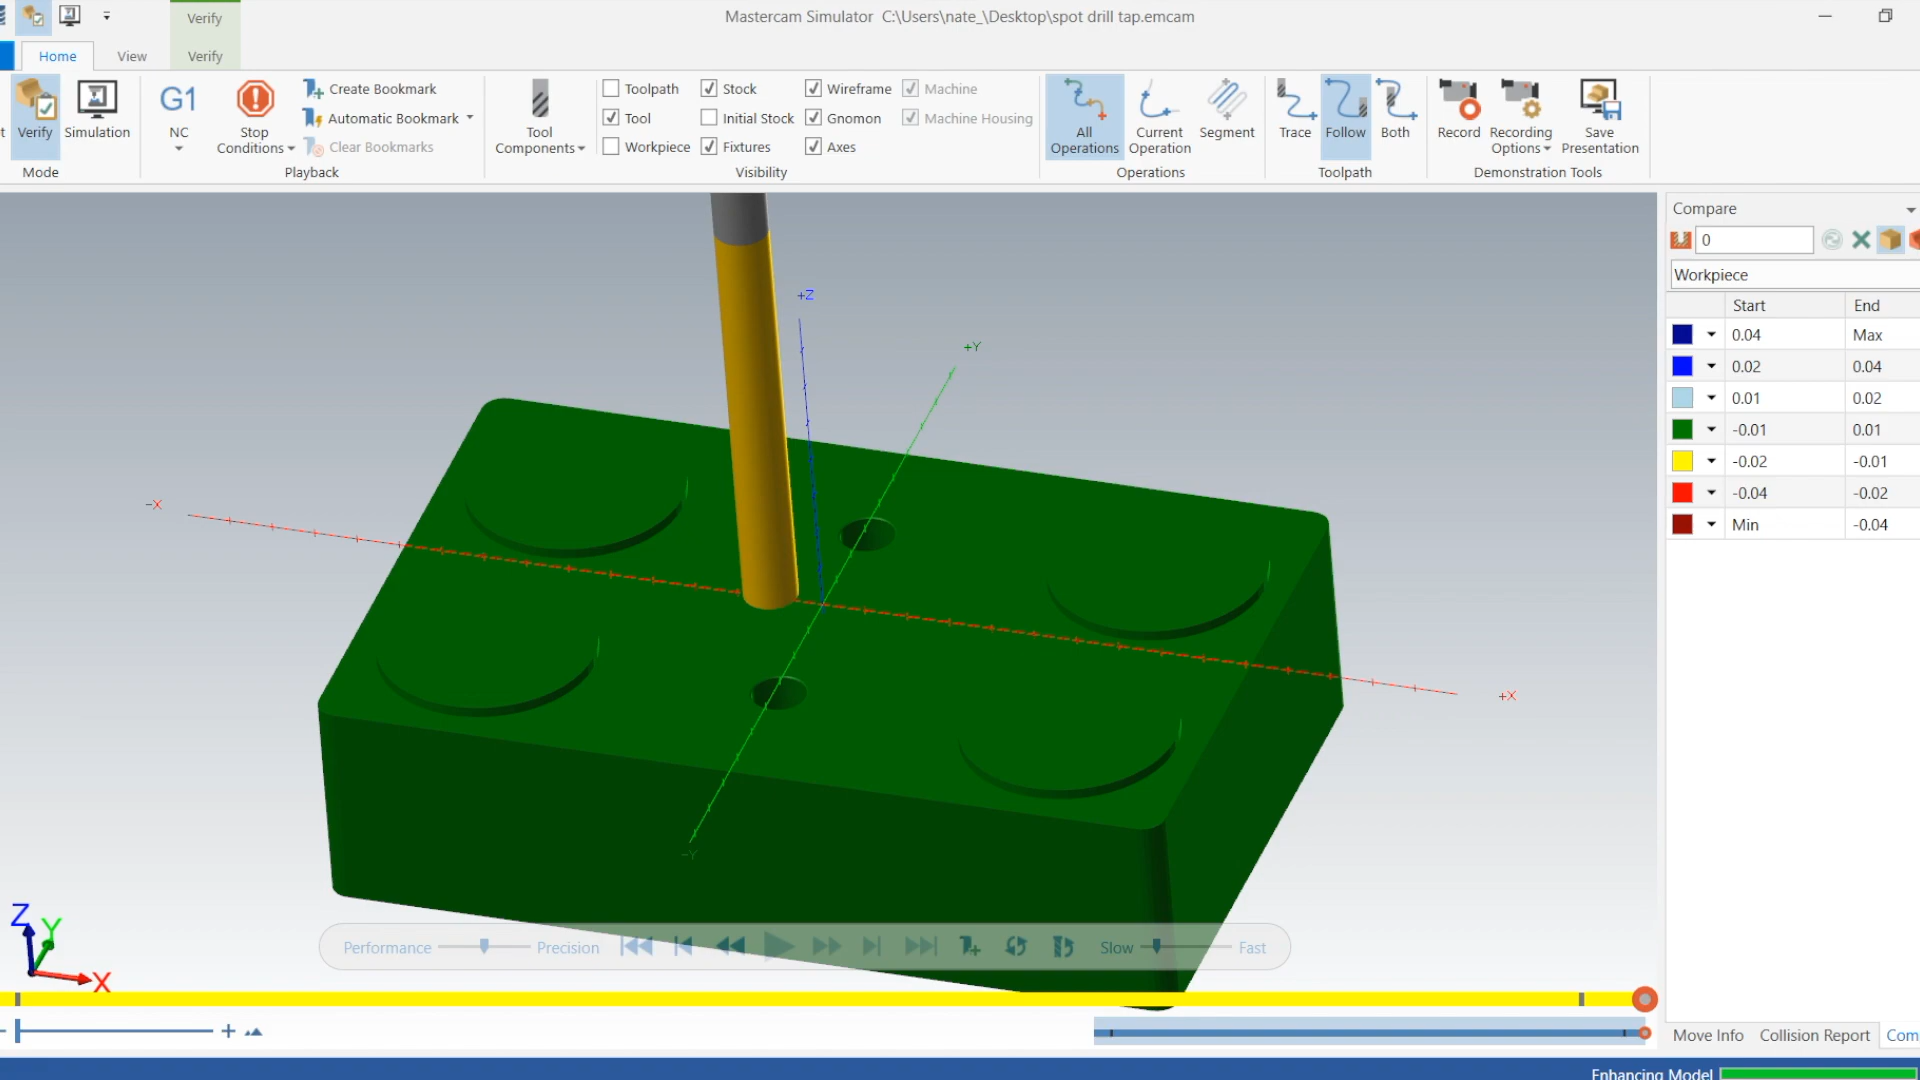 Verify
Mastercam Simulator C:\Users\nate_\Desktop\spot drill tap.emcam
Home
View
Verify
Verify
Simulation
Mode
G1
NC
Stop
Conditions
Create Bookmark
Automatic Bookmark
Clear Bookmarks
Playback
Tool
Components
Toolpath
Tool
Workpiece
Stock
Initial Stock
Fixtures
Wireframe
Gnomon
Axes
Machine
Machine Housing
Visibility
All
Operations
Current
Operation
Segment
Operations
Trace
Follow
Both
Toolpath
Record
Recording
Options
Save
Presentation
Demonstration Tools
Compare
0
Workpiece
Start End
0.04 Max
0.02 0.04
0.01 0.02
-0.01 0.01
-0.02 -0.01
-0.04 -0.02
Min -0.04
+Z
+Y
-X
+X
-Y
Z
Y
X
Performance
Precision
Slow
Fast
Move Info
Collision Report
Com
Enhancing Model